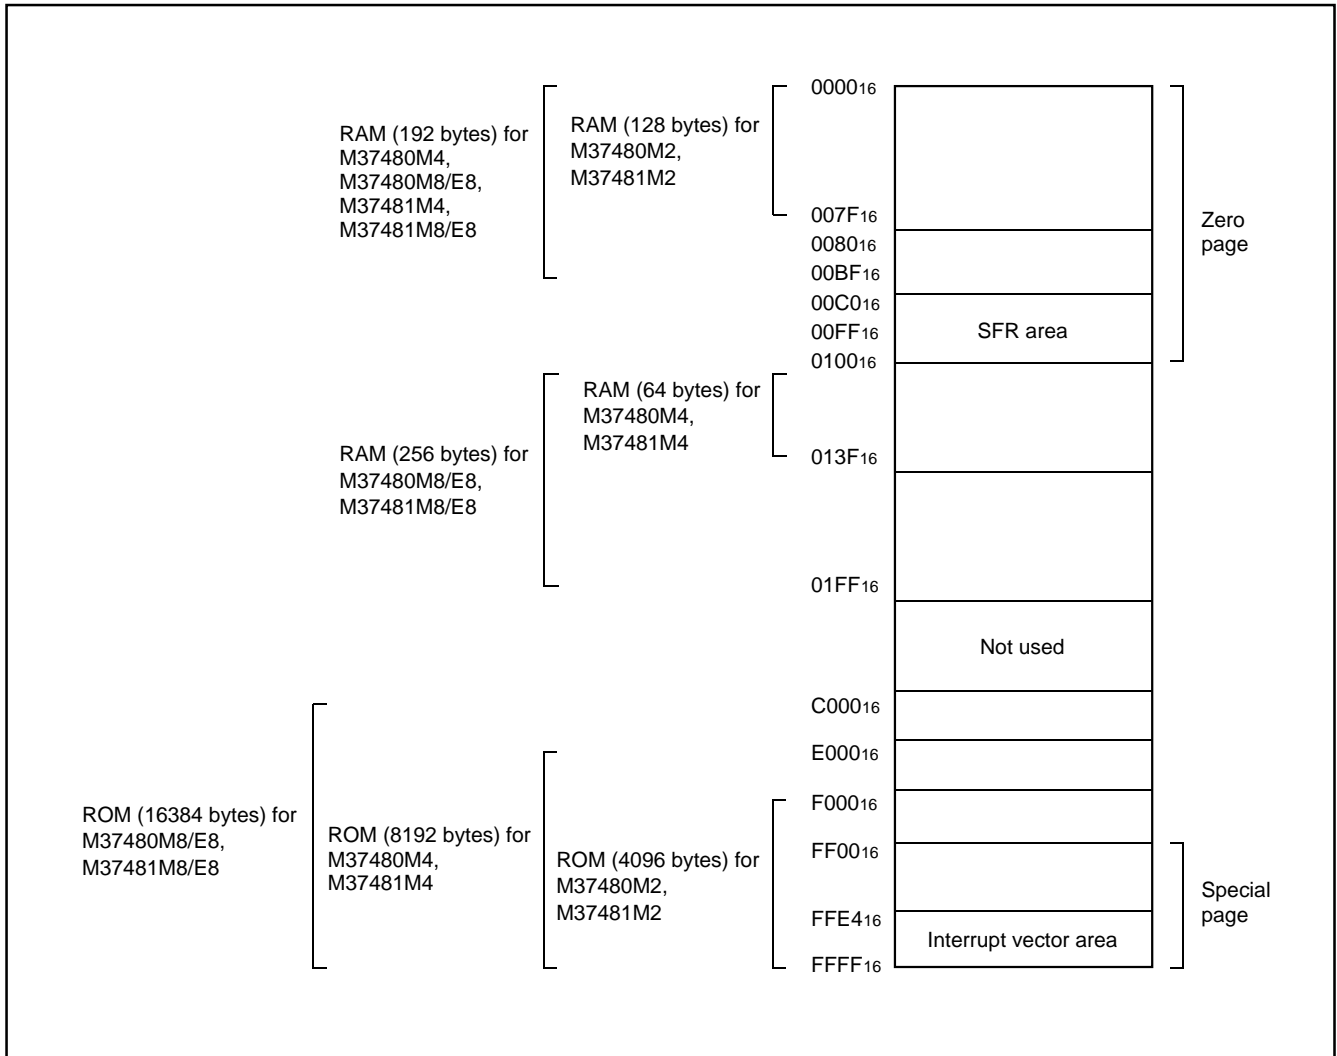 RAM (192 bytes) for
M37480M4,
M37480M8/E8,
M37481M4,
M37481M8/E8
RAM (128 bytes) for
M37480M2,
M37481M2
000016
007F16
008016
00BF16
00C016
00FF16
010016
SFR area
Zero
page
RAM (256 bytes) for
M37480M8/E8,
M37481M8/E8
RAM (64 bytes) for
M37480M4,
M37481M4
013F16
01FF16
Not used
ROM (16384 bytes) for
M37480M8/E8,
M37481M8/E8
ROM (8192 bytes) for
M37480M4,
M37481M4
ROM (4096 bytes) for
M37480M2,
M37481M2
C00016
E00016
F00016
FF0016
FFE416
FFFF16
Interrupt vector area
Special
page